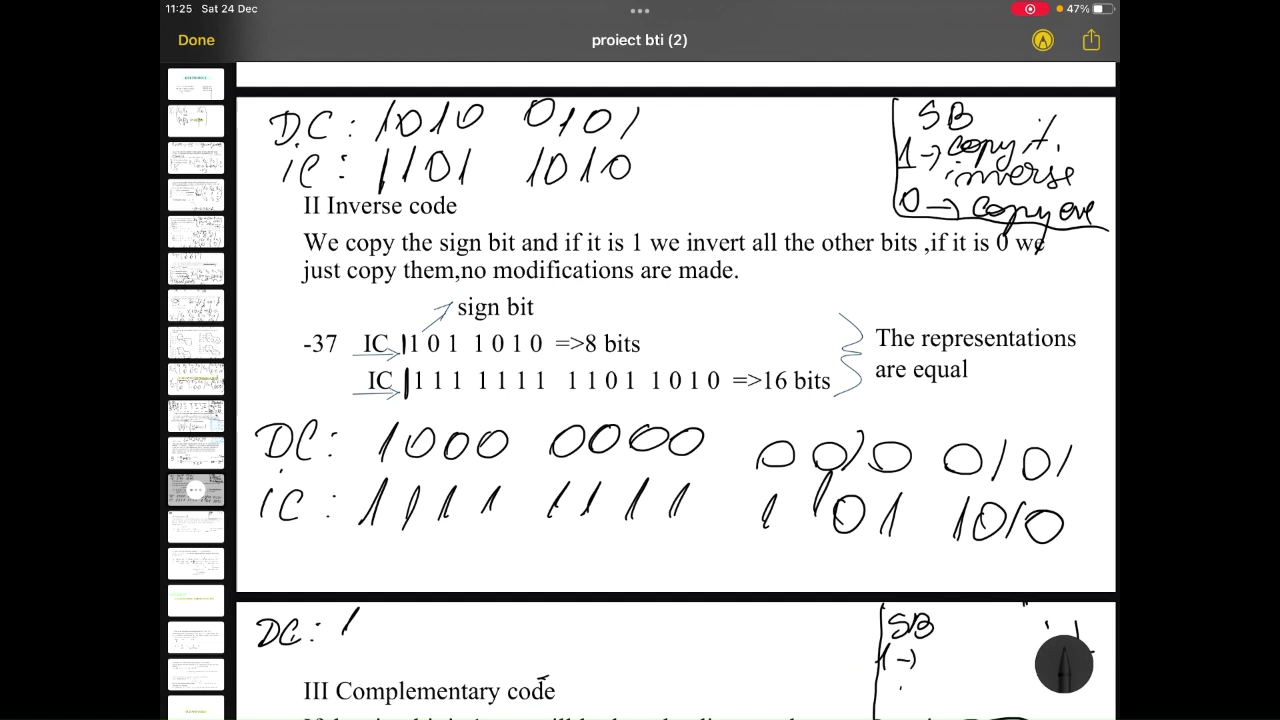 11:25 Sat 24 Dec
47%
Done
proiect bti (2)
DC: 1010 0101
IC: 1101 1010
SB
1 → copy it.
inverse
0 → copy
II Inverse code
We copy the sign bit and if it is 1 we invert all the other bits ,if it is 0 we
just copy them,no modifications are made.
sign bit
-37 IC 1 1 0 1 1 0 1 0 =>8 bits
IC 1 1 1 1 1 1 1 1 1 1 0 1 1 0 1 0 =>16 bits
The representations
are equal
DC: 1000 0000 0010 0101
IC: 1111 1111 1101 1010
DC: 1
SB
1 →
III Complementary code